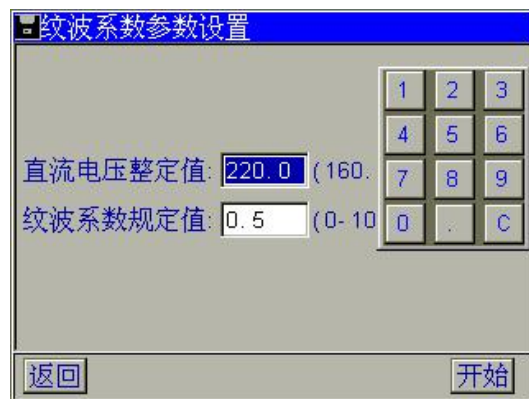 纹波系数参数设置
1 2 3
4 5 6
直流电压整定值: 220.0 (160.
7 8 9
纹波系数规定值: 0.5 (0-10
0 . C
返回 开始